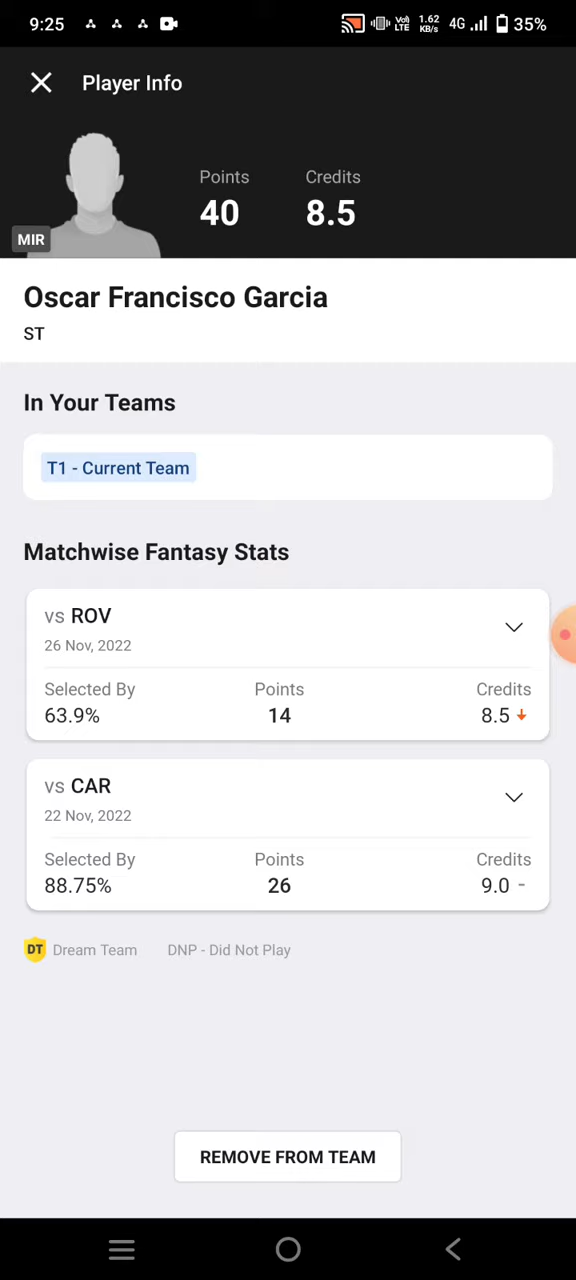 9:25 VoI LTE 1.62 KB/s 4G 35%
Player Info
Points Credits
40 8.5
MIR
Oscar Francisco Garcia
ST
In Your Teams
T1 - Current Team
Matchwise Fantasy Stats
vs ROV
26 Nov, 2022
Selected By Points Credits
63.9% 14 8.5
vs CAR
22 Nov, 2022
Selected By Points Credits
88.75% 26 9.0 -
DT Dream Team DNP - Did Not Play
REMOVE FROM TEAM